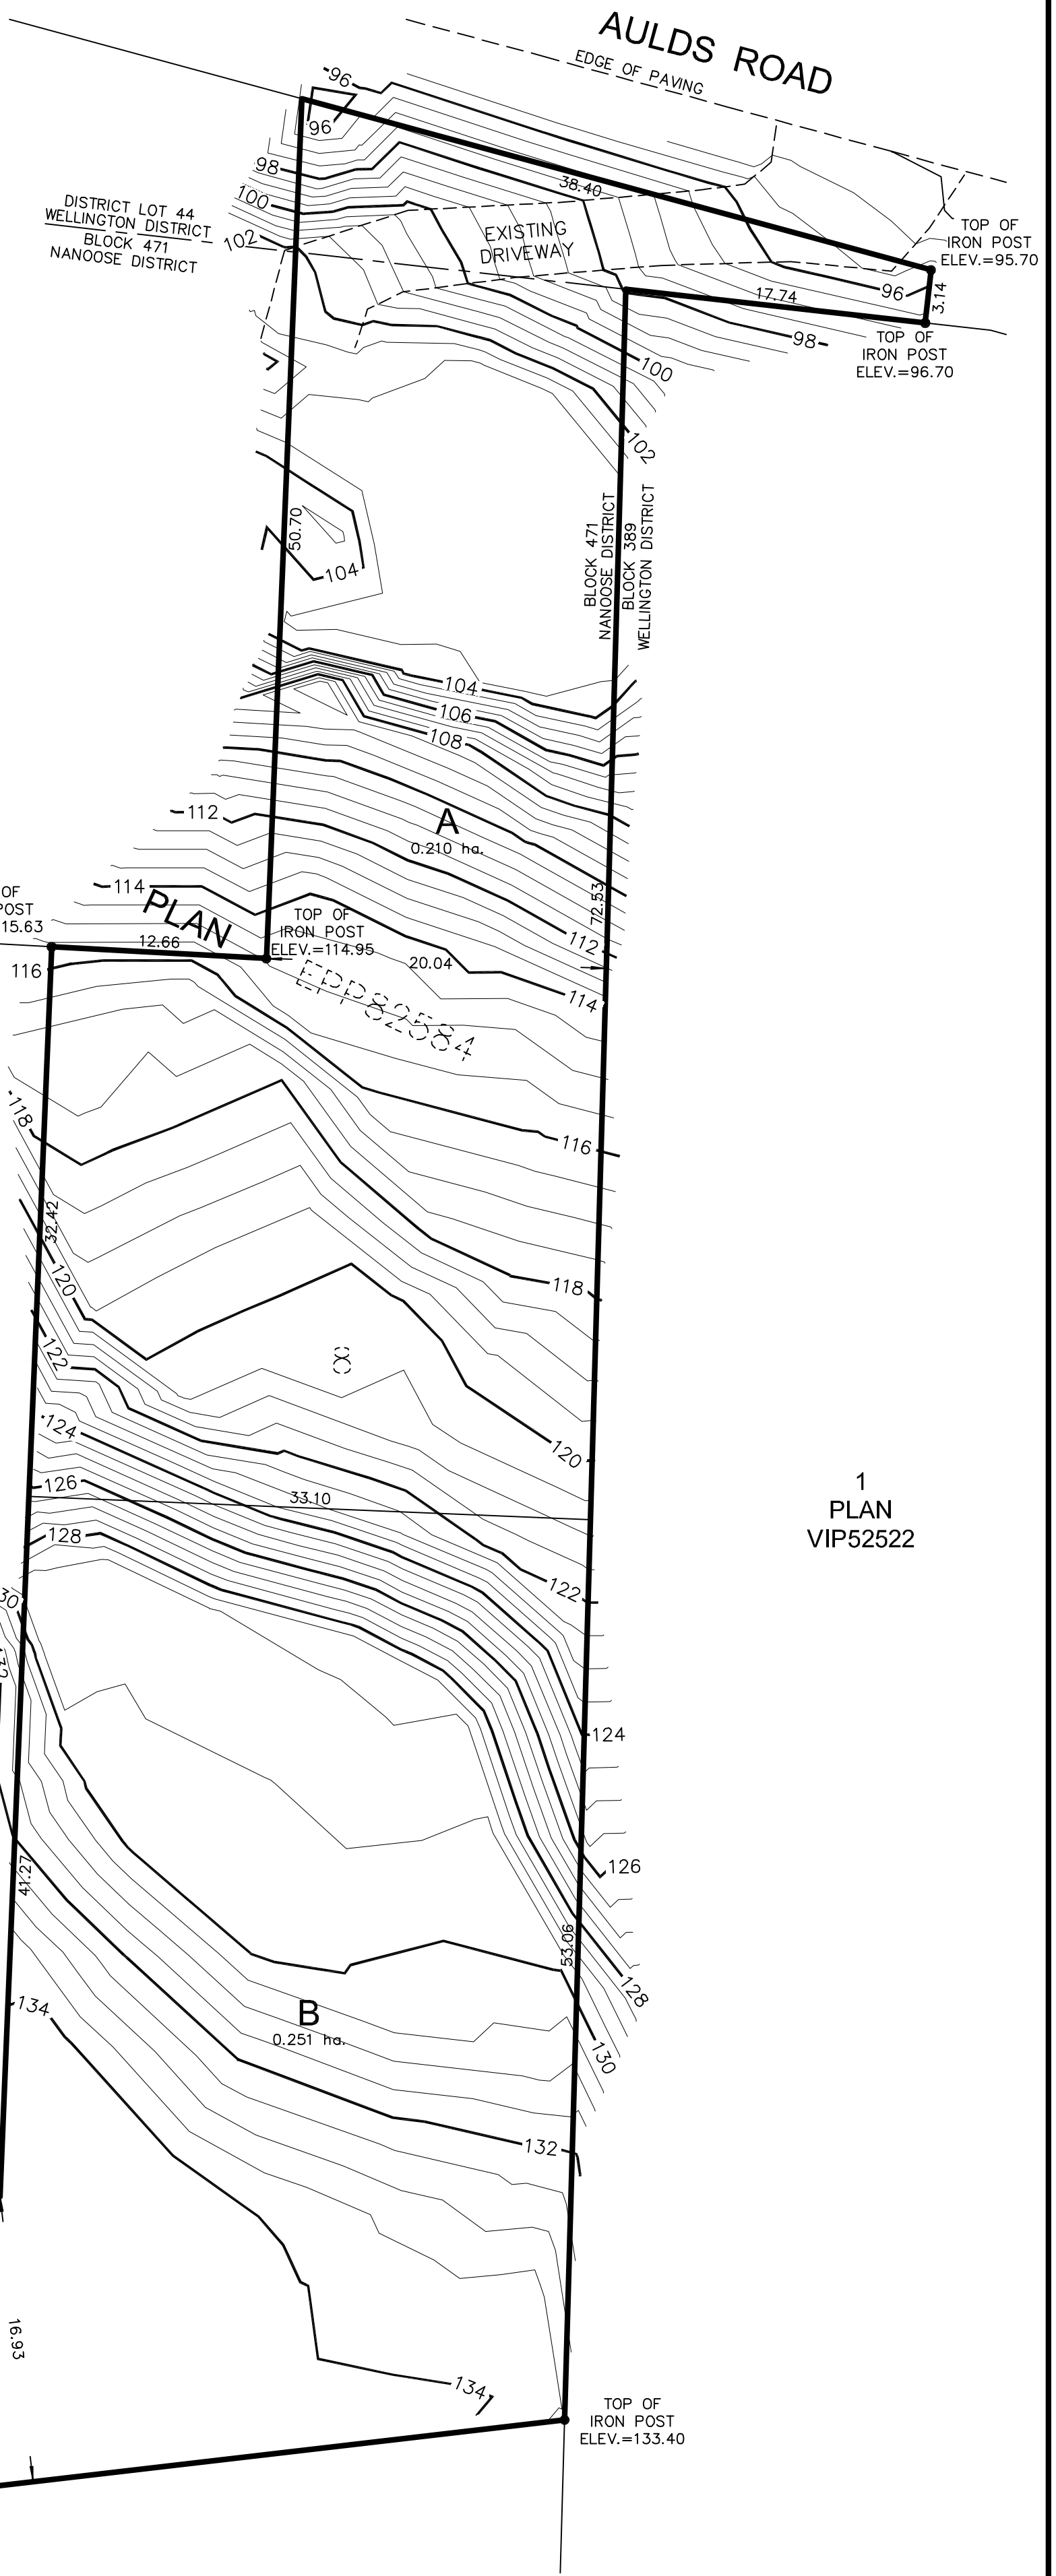 AULDS ROAD
EDGE OF PAVING
96
96
98
38.40
100
DISTRICT LOT 44
WELLINGTON DISTRICT
BLOCK 471
NANOOSE DISTRICT
102
EXISTING
DRIVEWAY
TOP OF
IRON POST
ELEV.=95.70
96
17.74
3.14
98
TOP OF
IRON POST
ELEV.=96.70
100
102
50.70
BLOCK 471
NANOOSE DISTRICT
BLOCK 389
WELLINGTON DISTRICT
104
104
106
108
112
A
0.210 ha.
114
72.53
OF
POST
15.63
PLAN
12.66
TOP OF
IRON POST
ELEV.=114.95
20.04
112
116
EPP82584
114
118
116
32.42
120
118
122
8
124
120
126
33.10
128
122
1
PLAN
VIP52522
30
124
41.27
126
53.06
128
134
B
0.251 ha.
130
132
16.93
134
TOP OF
IRON POST
ELEV.=133.40